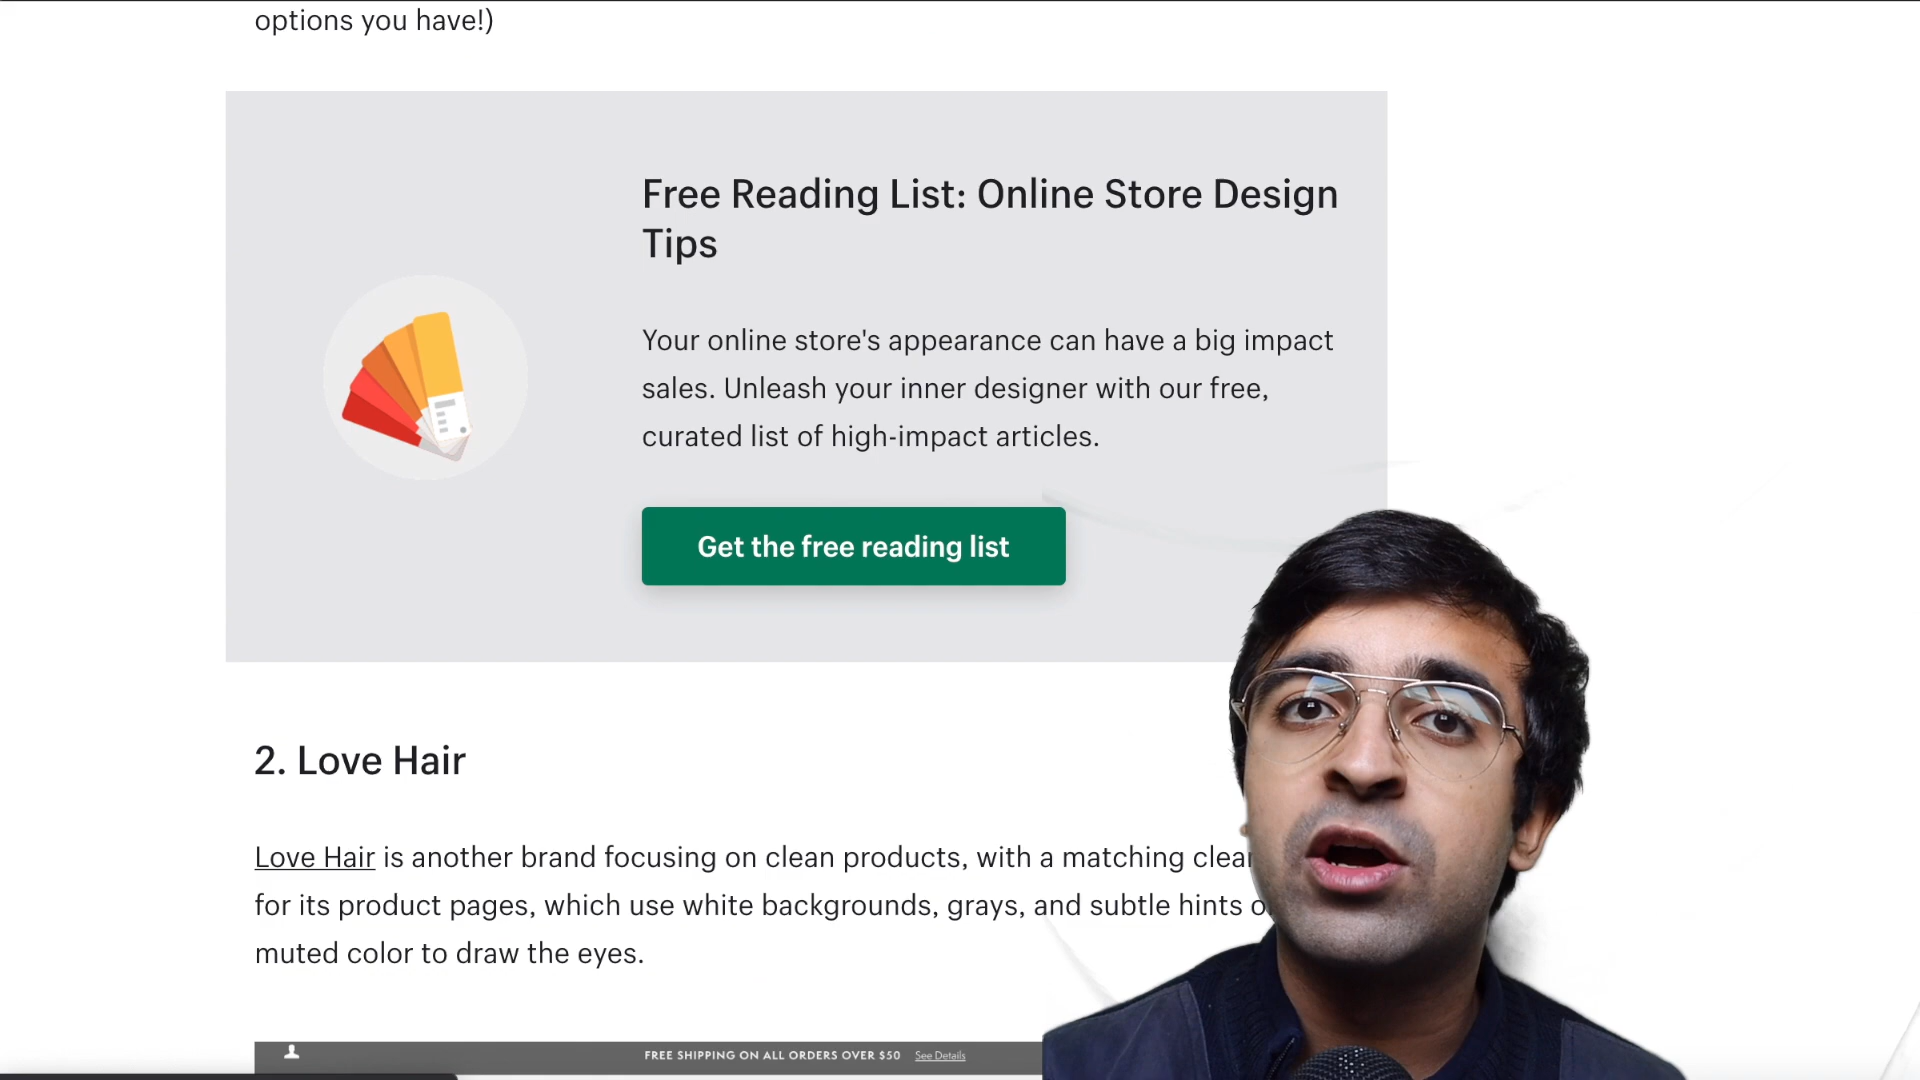 options you have!)
Free Reading List: Online Store Design
Tips
Your online store's appearance can have a big impact
sales. Unleash your inner designer with our free,
curated list of high-impact articles.
Get the free reading list
2. Love Hair
Love Hair is another brand focusing on clean products, with a matching
for its product pages, which use white backgrounds, grays, and subtle hints
muted color to draw the eyes.
FREE SHIPPING ON ALL ORDERS OVER $50 See Details